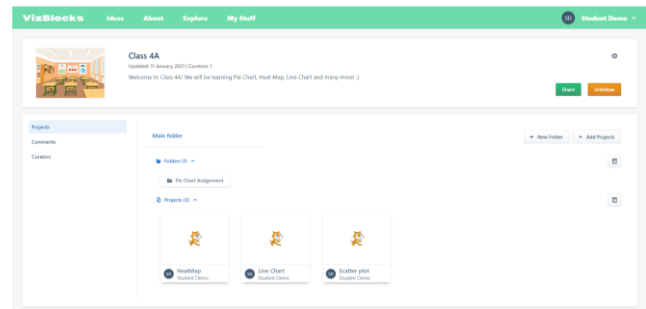 VizBlocks Ideas About Explore My Stuff SD Student Demo
Class 4A
Updated: 11 January 2021 | Curators: 1
Welcome to Class 4A! We will be learning Pie Chart, Heat Map, Line Chart and many more! :)
Share Unfollow
Projects
Comments
Curators
Main folder
+ New Folder + Add Projects
Folders (1)
Pie Chart Assignment
Projects (3)
SD HeatMap
Student Demo
SD Line Chart
Student Demo
SD Scatter plot
Student Demo